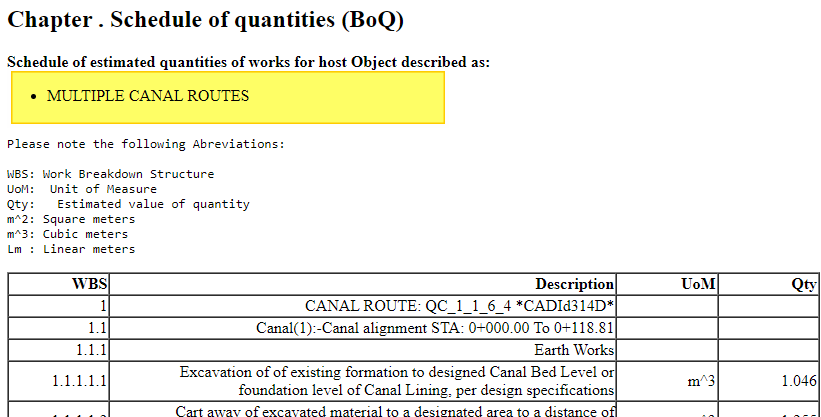 Chapter . Schedule of quantities (BoQ)
Schedule of estimated quantities of works for host Object described as:
• MULTIPLE CANAL ROUTES
Please note the following Abreviations:
WBS: Work Breakdown Structure
UoM:  Unit of Measure
Qty:   Estimated value of quantity
m^2: Square meters
m^3: Cubic meters
Lm : Linear meters
WBS Description UoM Qty
1 CANAL ROUTE: QC_1_1_6_4 *CADId314D*
1.1 Canal(1):-Canal alignment STA: 0+000.00 To 0+118.81
1.1.1 Earth Works
1.1.1.1.1 Excavation of of existing formation to designed Canal Bed Level or foundation level of Canal Lining, per design specifications m^3 1.046
Cart away of excavated material to a designated area to a distance of